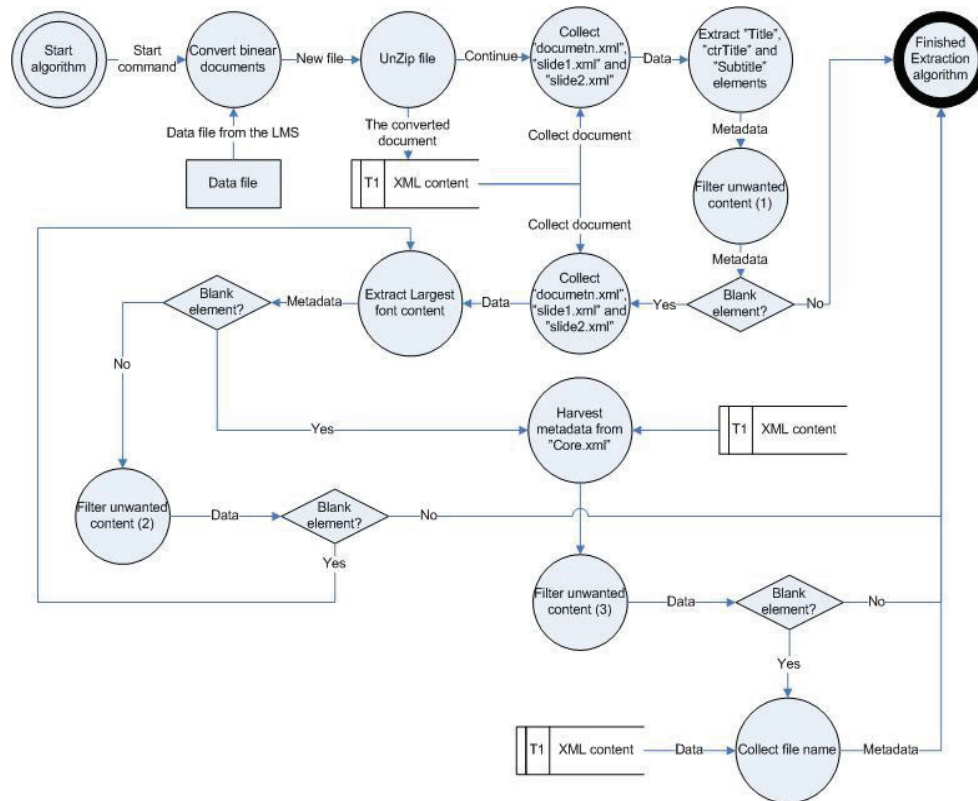 Start
algorithm
Start
command
Convert binear
documents
New file
UnZip file
Continue
Collect
"documetn.xml",
"slide1.xml" and
"slide2.xml"
Data
Extract "Title",
"ctrTitle" and
"Subtitle"
elements
Finished
Extraction
algorithm
Data file from the LMS
Data file
The converted
document
T1
XML content
Collect document
Collect document
Metadata
Filter unwanted
content (1)
Metadata
Blank
element?
No
Yes
Collect
"documetn.xml",
"slide1.xml" and
"slide2.xml"
Data
Extract Largest
font content
Metadata
Blank
element?
No
Yes
Harvest
metadata from
"Core.xml"
T1
XML content
Filter unwanted
content (2)
Data
Blank
element?
No
Yes
Filter unwanted
content (3)
Data
Blank
element?
No
Yes
T1
XML content
Data
Collect file name
Metadata